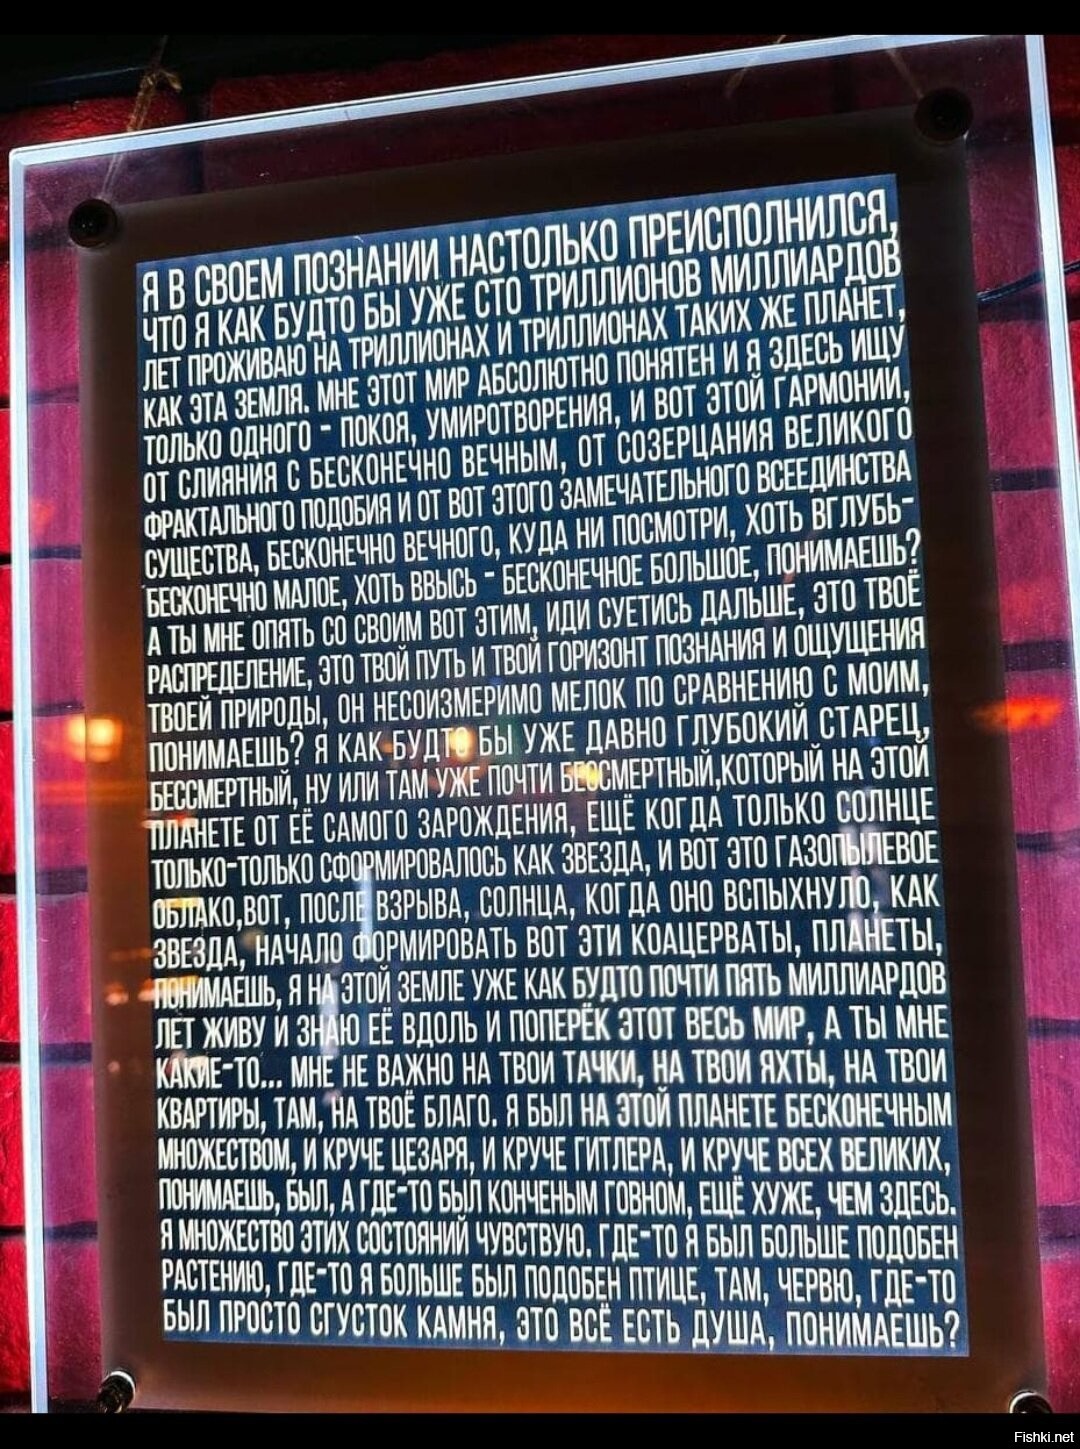 Я В СВОЕМ ПОЗНАНИИ НАСТОЛЬКО ПРЕИСПОЛНИЛСЯ,
ЧТО Я КАК БУДТО БЫ УЖЕ СТО ТРИЛЛИОНОВ МИЛЛИАРДОВ
ЛЕТ ПРОЖИВАЮ НА ТРИЛЛИОНАХ И ТРИЛЛИОНАХ ТАКИХ ЖЕ ПЛАНЕТ,
КАК ЭТА ЗЕМЛЯ. МНЕ ЭТОТ МИР АБСОЛЮТНО ПОНЯТЕН И Я ЗДЕСЬ ИЩУ
ТОЛЬКО ОДНОГО - ПОКОЯ, УМИРОТВОРЕНИЯ, И ВОТ ЭТОЙ ГАРМОНИИ,
ОТ СЛИЯНИЯ С БЕСКОНЕЧНО ВЕЧНЫМ, ОТ СОЗЕРЦАНИЯ ВЕЛИКОГО
ФРАКТАЛЬНОГО ПОДОБИЯ И ОТ ВОТ ЭТОГО ЗАМЕЧАТЕЛЬНОГО ВСЕЕДИНСТВА
СУЩЕСТВА, БЕСКОНЕЧНО ВЕЧНОГО, КУДА НИ ПОСМОТРИ, ХОТЬ ВГЛУБЬ-
БЕСКОНЕЧНО МАЛОЕ, ХОТЬ ВВЫСЬ - БЕСКОНЕЧНОЕ БОЛЬШОЕ, ПОНИМАЕШЬ?
А ТЫ МНЕ ОПЯТЬ СО СВОИМ ВОТ ЭТИМ, ИДИ СУЕТИСЬ ДАЛЬШЕ, ЭТО ТВОЁ
РАСПРЕДЕЛЕНИЕ, ЭТО ТВОЙ ПУТЬ И ТВОЙ ГОРИЗОНТ ПОЗНАНИЯ И ОЩУЩЕНИЯ
ТВОЕЙ ПРИРОДЫ, ОН НЕСОИЗМЕРИМО МЕЛОК ПО СРАВНЕНИЮ С МОИМ,
ПОНИМАЕШЬ? Я КАК БУДТО БЫ УЖЕ ДАВНО ГЛУБОКИЙ СТАРЕЦ,
БЕССМЕРТНЫЙ, НУ ИЛИ ТАМ УЖЕ ПОЧТИ БЕССМЕРТНЫЙ,КОТОРЫЙ НА ЭТОЙ
ПЛАНЕТЕ ОТ ЕЁ САМОГО ЗАРОЖДЕНИЯ, ЕЩЁ КОГДА ТОЛЬКО СОЛНЦЕ
ТОЛЬКО-ТОЛЬКО СФОРМИРОВАЛОСЬ КАК ЗВЕЗДА, И ВОТ ЭТО ГАЗОПЫЛЕВОЕ
ОБЛАКО,ВОТ, ПОСЛЕ ВЗРЫВА, СОЛНЦА, КОГДА ОНО ВСПЫХНУЛО, КАК
ЗВЕЗДА, НАЧАЛО ФОРМИРОВАТЬ ВОТ ЭТИ КОАЦЕРВАТЫ, ПЛАНЕТЫ,
ПОНИМАЕШЬ, Я НА ЭТОЙ ЗЕМЛЕ УЖЕ КАК БУДТО ПОЧТИ ПЯТЬ МИЛЛИАРДОВ
ЛЕТ ЖИВУ И ЗНАЮ ЕЁ ВДОЛЬ И ПОПЕРЁК ЭТОТ ВЕСЬ МИР, А ТЫ МНЕ
КАКИЕ-ТО... МНЕ НЕ ВАЖНО НА ТВОИ ТАЧКИ, НА ТВОИ ЯХТЫ, НА ТВОИ
КВАРТИРЫ, ТАМ, НА ТВОЁ БЛАГО. Я БЫЛ НА ЭТОЙ ПЛАНЕТЕ БЕСКОНЕЧНЫМ
МНОЖЕСТВОМ, И КРУЧЕ ЦЕЗАРЯ, И КРУЧЕ ГИТЛЕРА, И КРУЧЕ ВСЕХ ВЕЛИКИХ,
ПОНИМАЕШЬ, БЫЛ, А ГДЕ-ТО БЫЛ КОНЧЕНЫМ ГОВНОМ, ЕЩЁ ХУЖЕ, ЧЕМ ЗДЕСЬ.
Я МНОЖЕСТВО ЭТИХ СОСТОЯНИЙ ЧУВСТВУЮ. ГДЕ-ТО Я БЫЛ БОЛЬШЕ ПОДОБЕН
РАСТЕНИЮ, ГДЕ-ТО Я БОЛЬШЕ БЫЛ ПОДОБЕН ПТИЦЕ, ТАМ, ЧЕРВЮ, ГДЕ-ТО
БЫЛ ПРОСТО СГУСТОК КАМНЯ, ЭТО ВСЁ ЕСТЬ ДУША, ПОНИМАЕШЬ?
Fishki.net